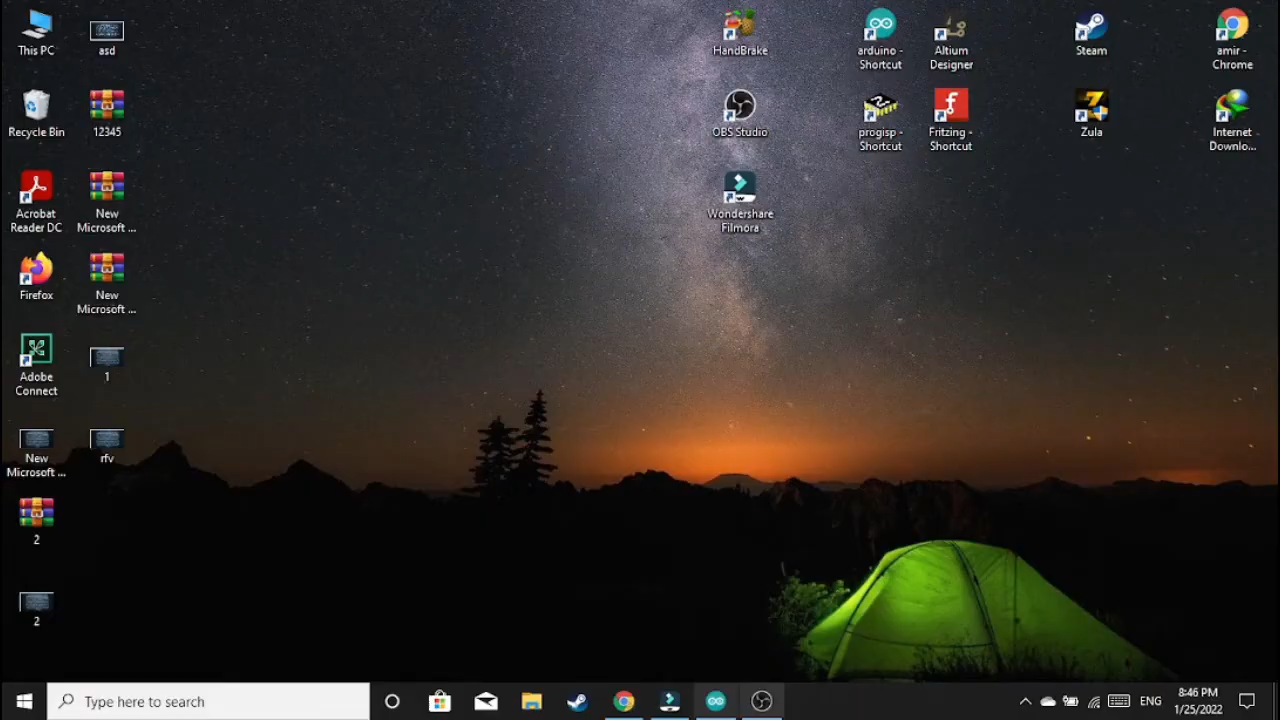 This PC
asd
HandBrake
arduino -
Shortcut
Altium
Designer
Steam
amir -
Chrome
Recycle Bin
12345
OBS Studio
progisp -
Shortcut
Fritzing -
Shortcut
Zula
Internet
Downlo...
Acrobat
Reader DC
New
Microsoft ...
Wondershare
Filmora
Firefox
New
Microsoft ...
Adobe
Connect
1
New
Microsoft ...
rfv
2
2
Type here to search
ENG
8:46 PM
1/25/2022